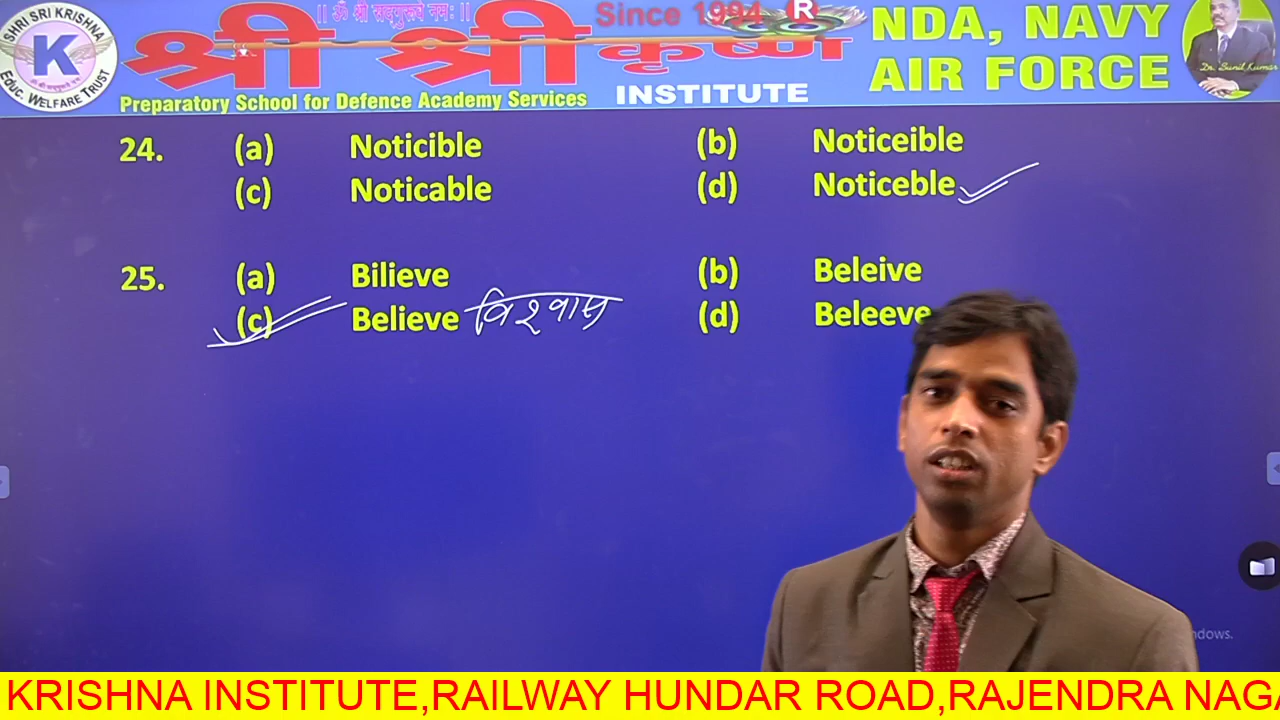 SHRI SRI KRISHNA
K
Educ. WELFARE TRUST
|| ॐ श्री सदगुरूवे नमः ||
श्री श्री कृष्णा
Since 1994
R
INSTITUTE
Preparatory School for Defence Academy Services
NDA, NAVY
AIR FORCE
Dr. Sunil Kumar
24. (a) Noticible (b) Noticeible
(c) Noticable (d) Noticeble
25. (a) Bilieve (b) Beleive
(c) Believe विश्वास (d) Beleeve
KRISHNA INSTITUTE,RAILWAY HUNDAR ROAD,RAJENDRA NAGA